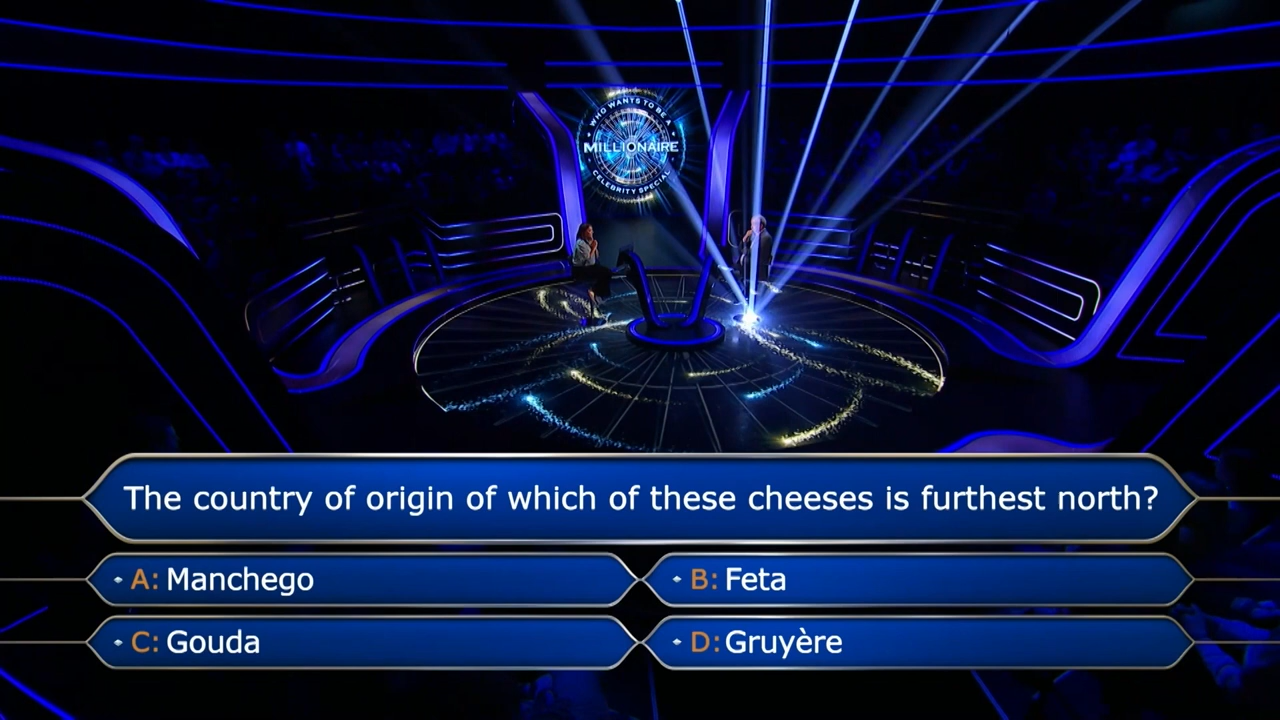 WHO WANTS TO BE A
MILLIONAIRE
CELEBRITY SPECIAL
The country of origin of which of these cheeses is furthest north?
A: Manchego
B: Feta
C: Gouda
D: Gruyère